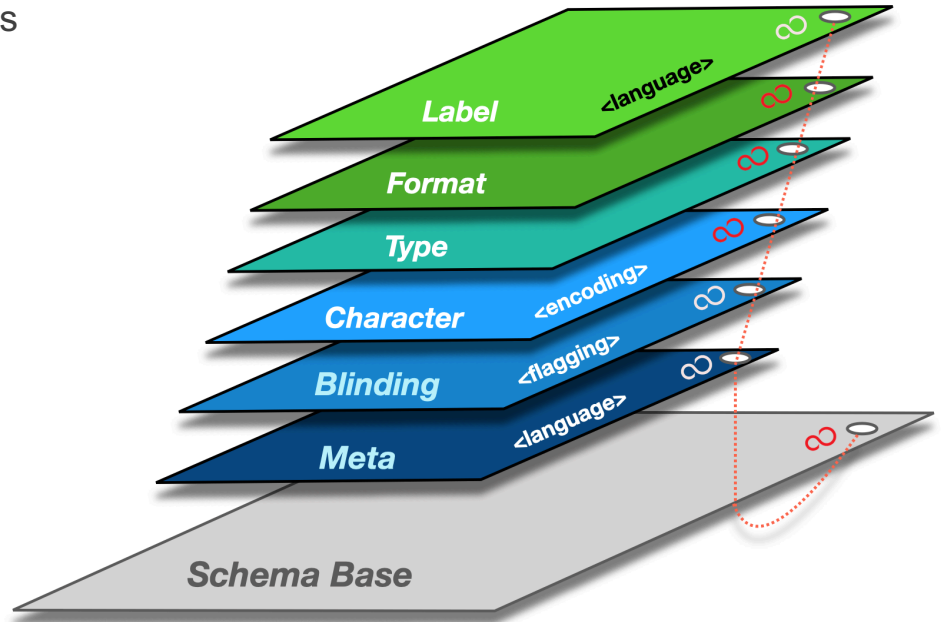 s
Label
<language>
∞
Format
∞
Type
∞
Character
<encoding>
∞
Blinding
<flagging>
∞
Meta
<language>
∞
Schema Base
∞